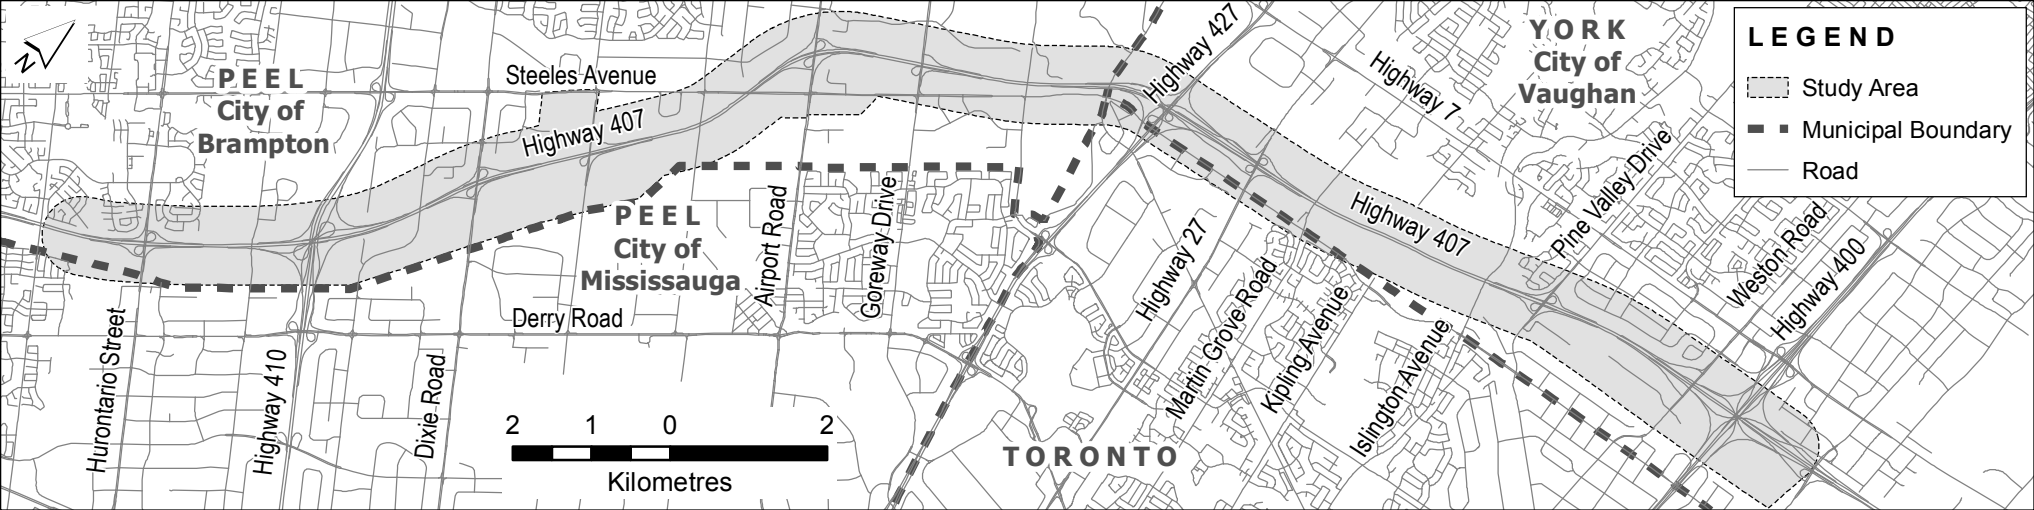 N
PEEL
City of
Brampton
Steeles Avenue
Highway 407
Highway 427
Highway 7
YORK
City of
Vaughan
LEGEND
Study Area
Municipal Boundary
Road
PEEL
City of
Mississauga
Airport Road
Goreway Drive
Highway 27
Highway 407
Pine Valley Drive
Weston Road
Highway 400
Derry Road
Hurontario Street
Highway 410
Dixie Road
Martin Grove Road
Kipling Avenue
Islington Avenue
2 1 0 2
Kilometres
TORONTO